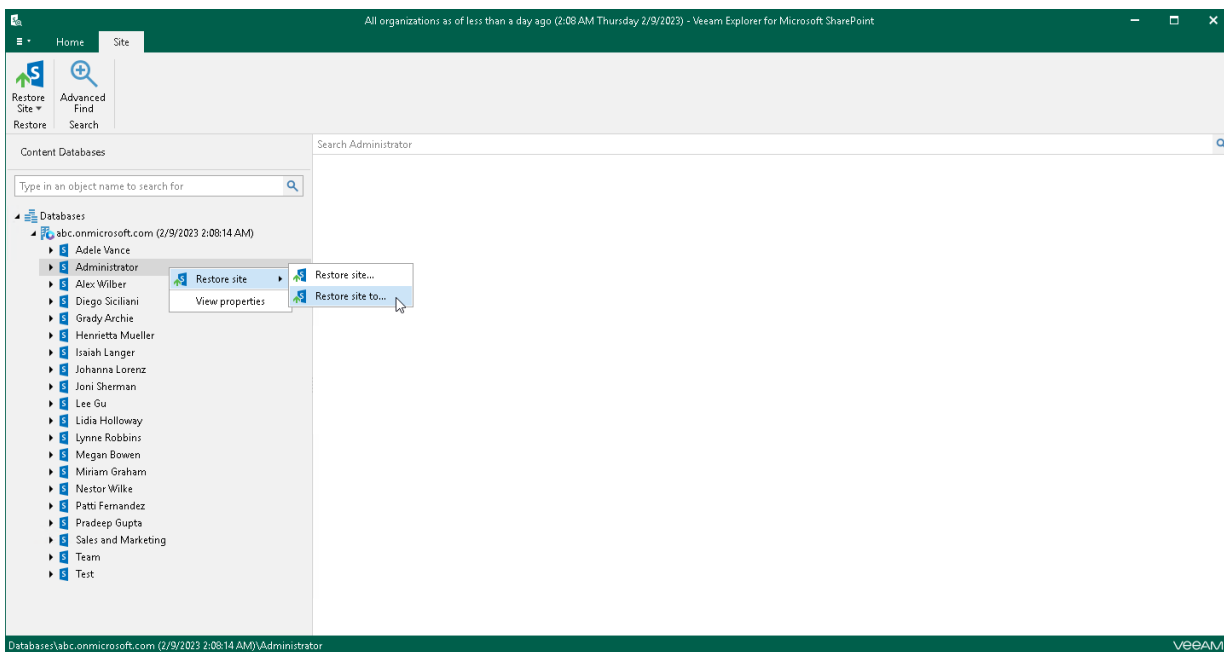 All organizations as of less than a day ago (2:08 AM Thursday 2/9/2023) - Veeam Explorer for Microsoft SharePoint
Home Site
Restore Site
Advanced Find
Restore Search
Content Databases
Search Administrator
Type in an object name to search for
Databases
abc.onmicrosoft.com (2/9/2023 2:08:14 AM)
Adele Vance
Administrator
Alex Wilber
Diego Siciliani
Grady Archie
Henrietta Mueller
Isaiah Langer
Johanna Lorenz
Joni Sherman
Lee Gu
Lidia Holloway
Lynne Robbins
Megan Bowen
Miriam Graham
Nestor Wilke
Patti Fernandez
Pradeep Gupta
Sales and Marketing
Team
Test
Restore site
View properties
Restore site...
Restore site to...
Databases\abc.onmicrosoft.com (2/9/2023 2:08:14 AM)\Administrator
veeAM